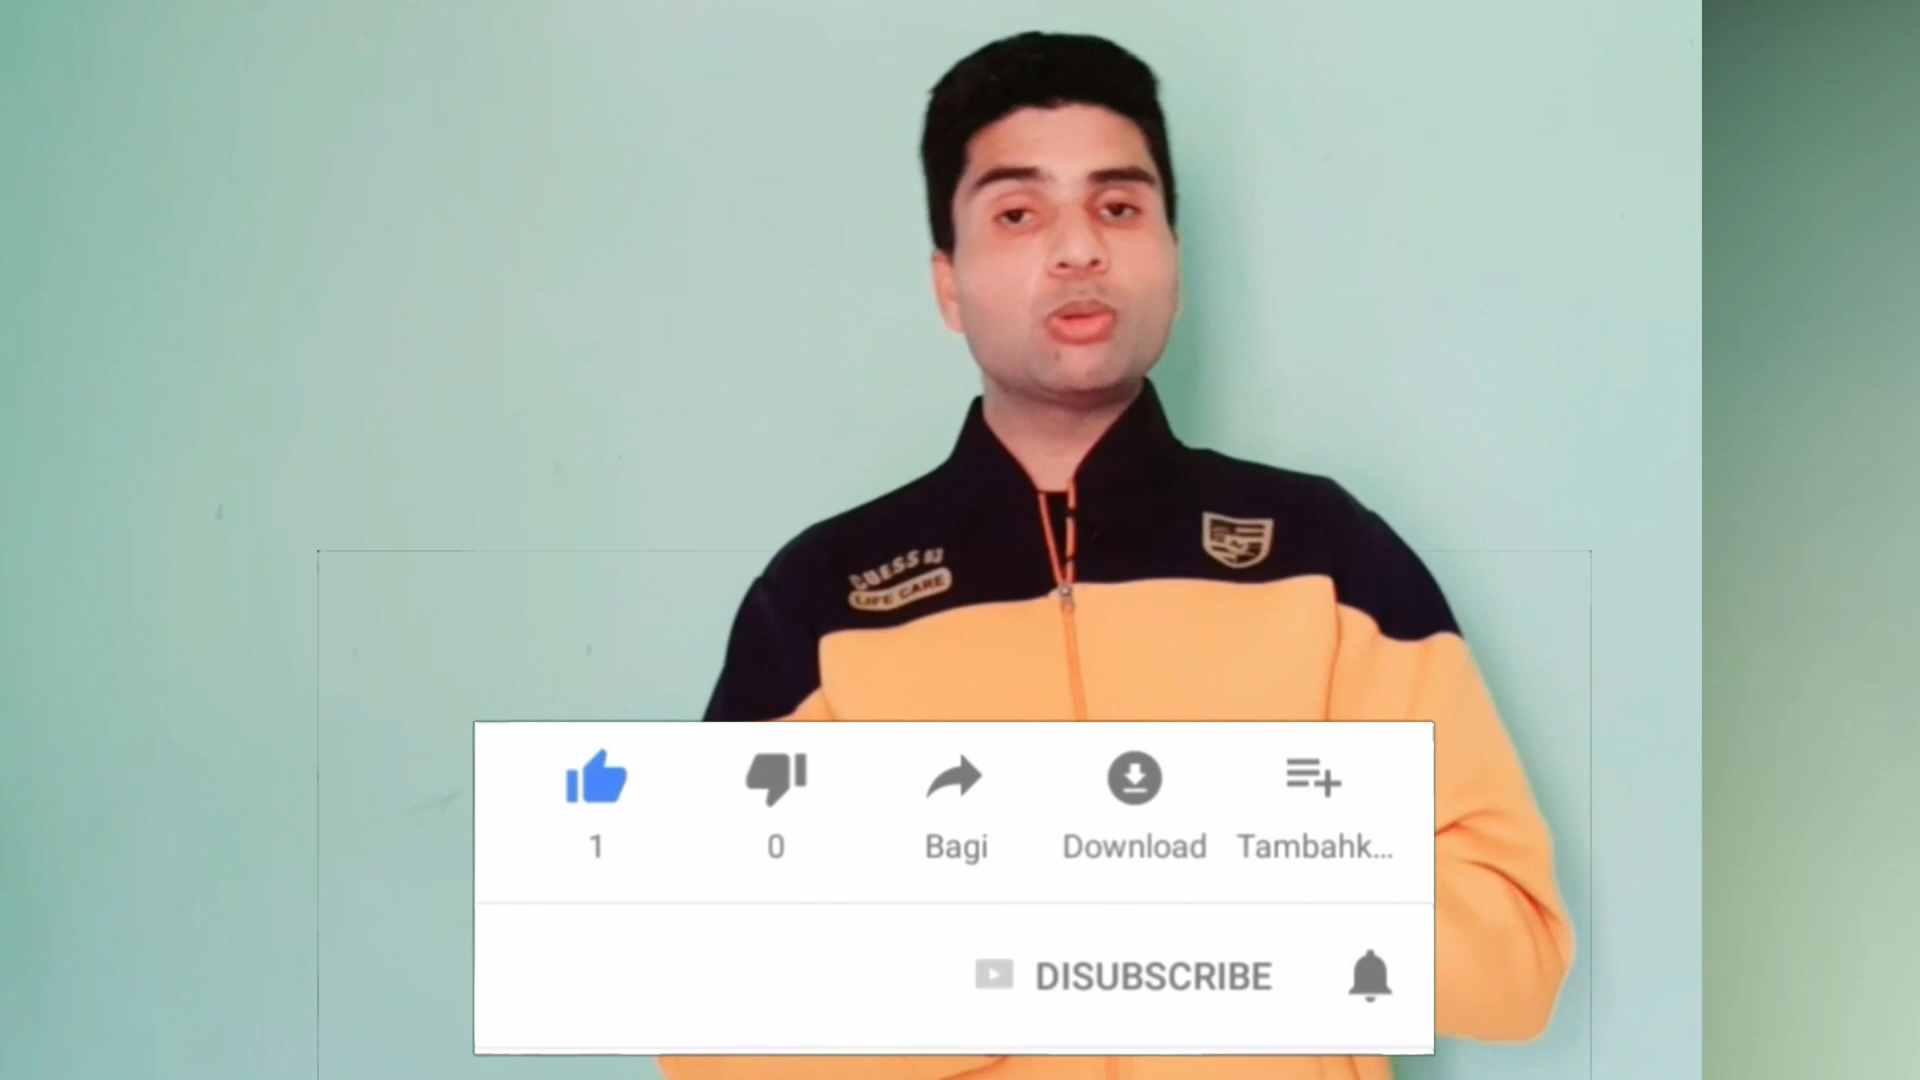 GUESS 83
LIFE CARE
1
0
Bagi
Download
Tambahk...
DISUBSCRIBE